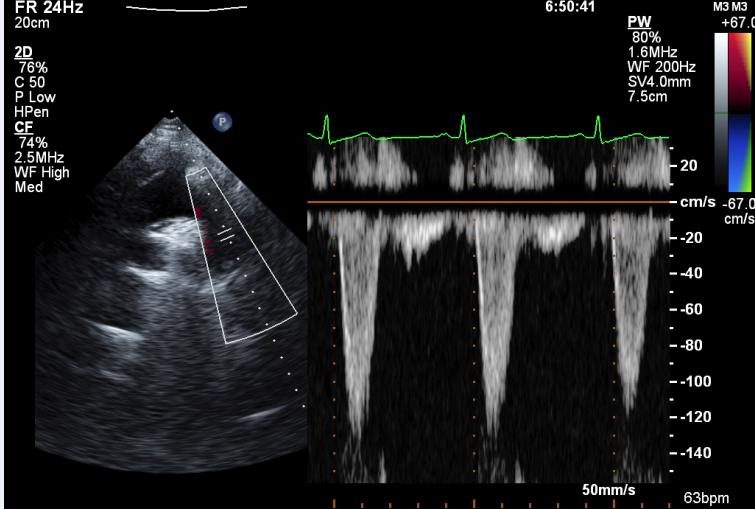 FR 24Hz
20cm
2D
76%
C 50
P Low
HPen
CF
74%
2.5MHz
WF High
Med
P
6:50:41
PW
80%
1.6MHz
WF 200Hz
SV4.0mm
7.5cm
M3 M3
+67.0
-67.0
cm/s
20
cm/s
-20
-40
-60
-80
-100
-120
-140
50mm/s
63bpm